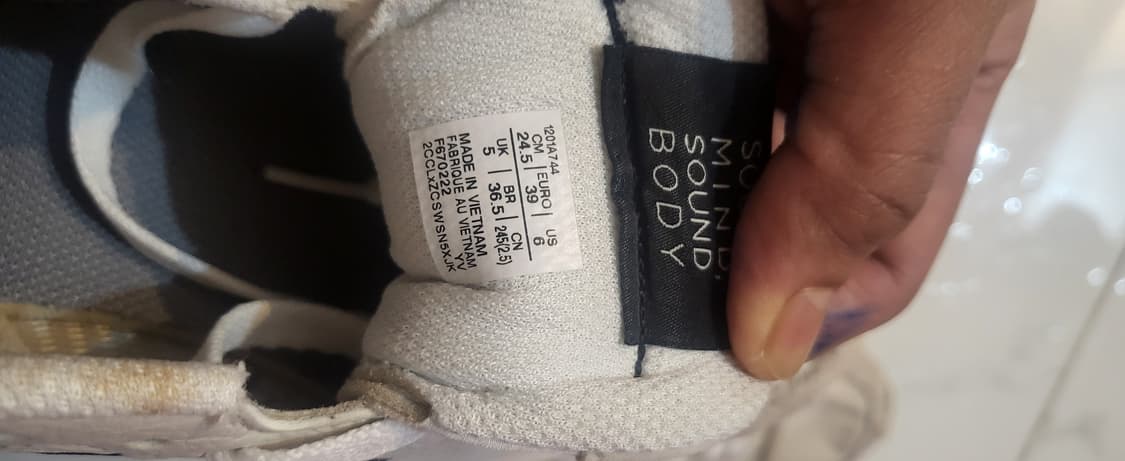 1201A744
CM | EURO | US
24.5 | 39 | 6
UK | BR | CN
5 | 36.5 | 245(2.5)
MADE IN VIETNAM
FABRIQUE AU VIETNAM
F670222 YV
2CCLXZCSWSN5XJK
MIND,
SOUND
BODY